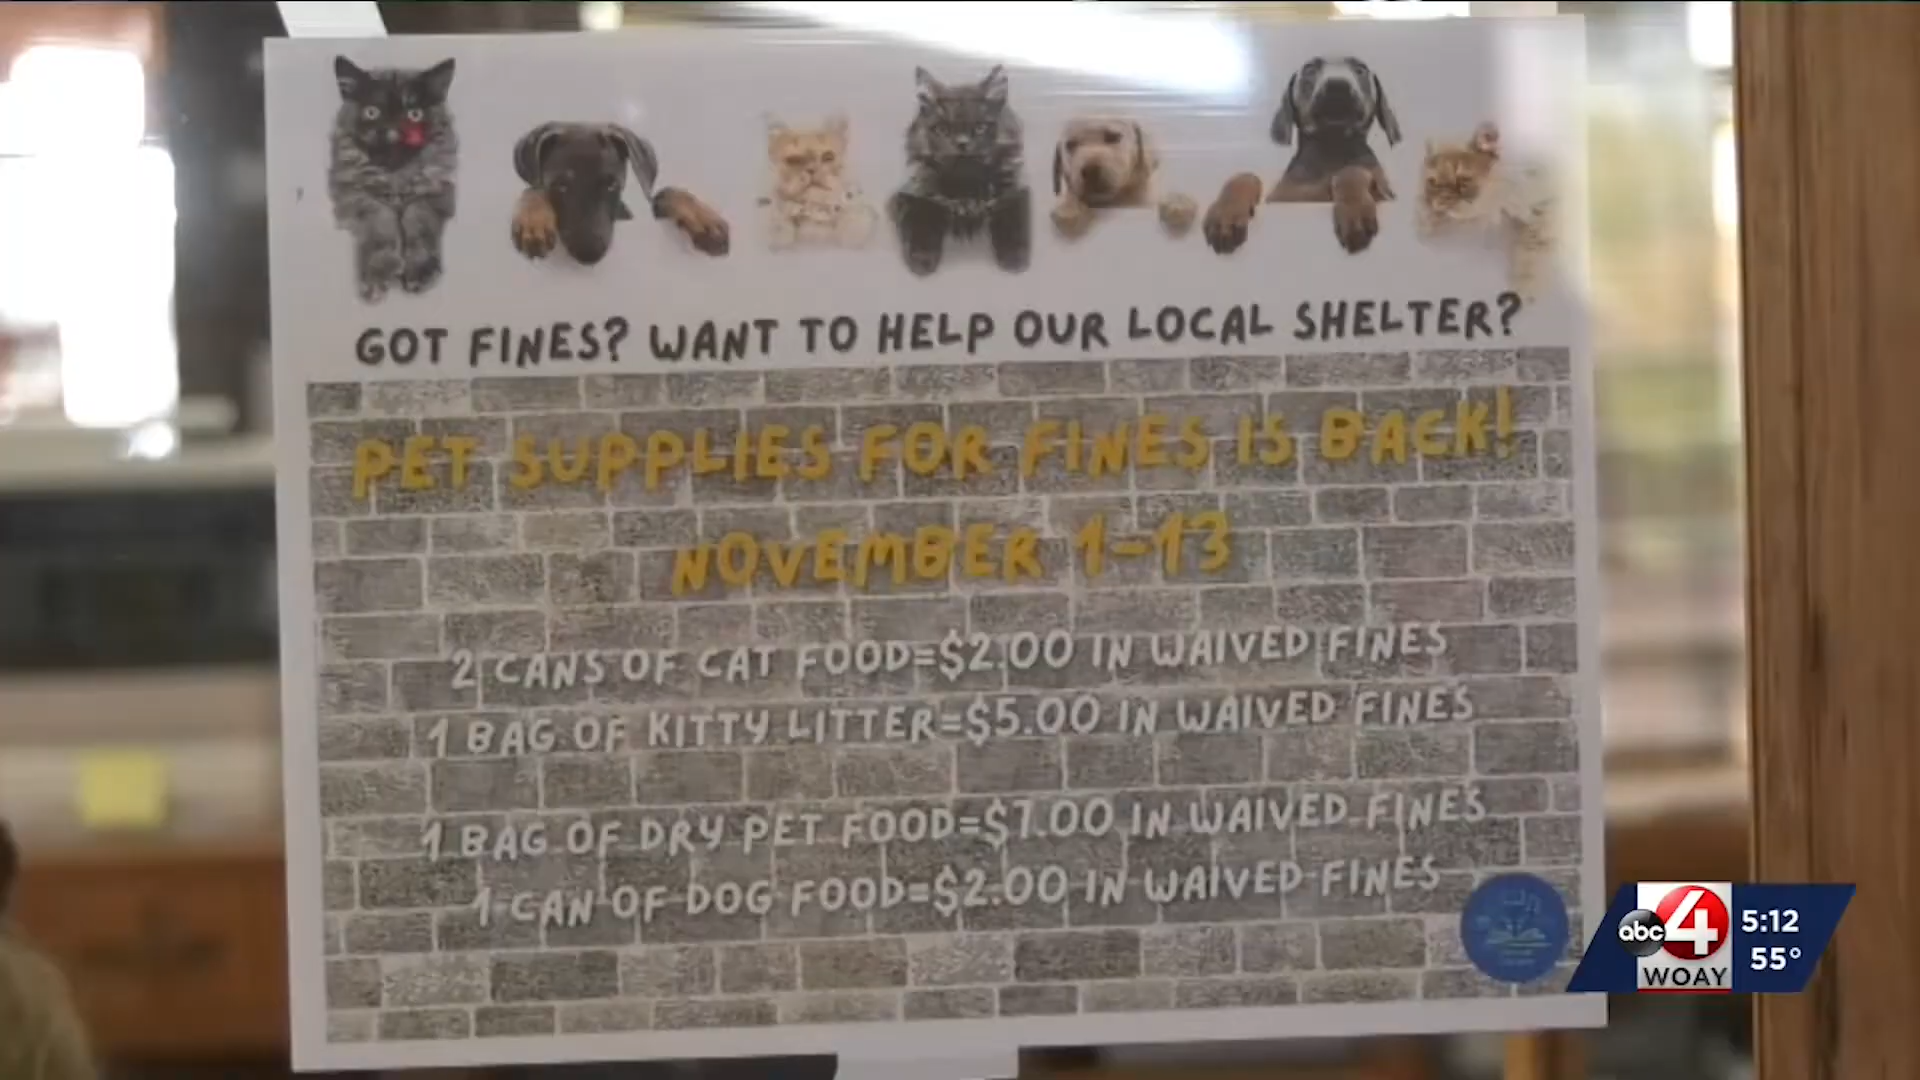 GOT FINES? WANT TO HELP OUR LOCAL SHELTER?
PET SUPPLIES FOR FINES IS BACK!
NOVEMBER 1-13
2 CANS OF CAT FOOD=$2.00 IN WAIVED FINES
1 BAG OF KITTY LITTER=$5.00 IN WAIVED FINES
1 BAG OF DRY PET FOOD=$7.00 IN WAIVED FINES
1 CAN OF DOG FOOD=$2.00 IN WAIVED FINES
abc 4 5:12
WOAY 55°